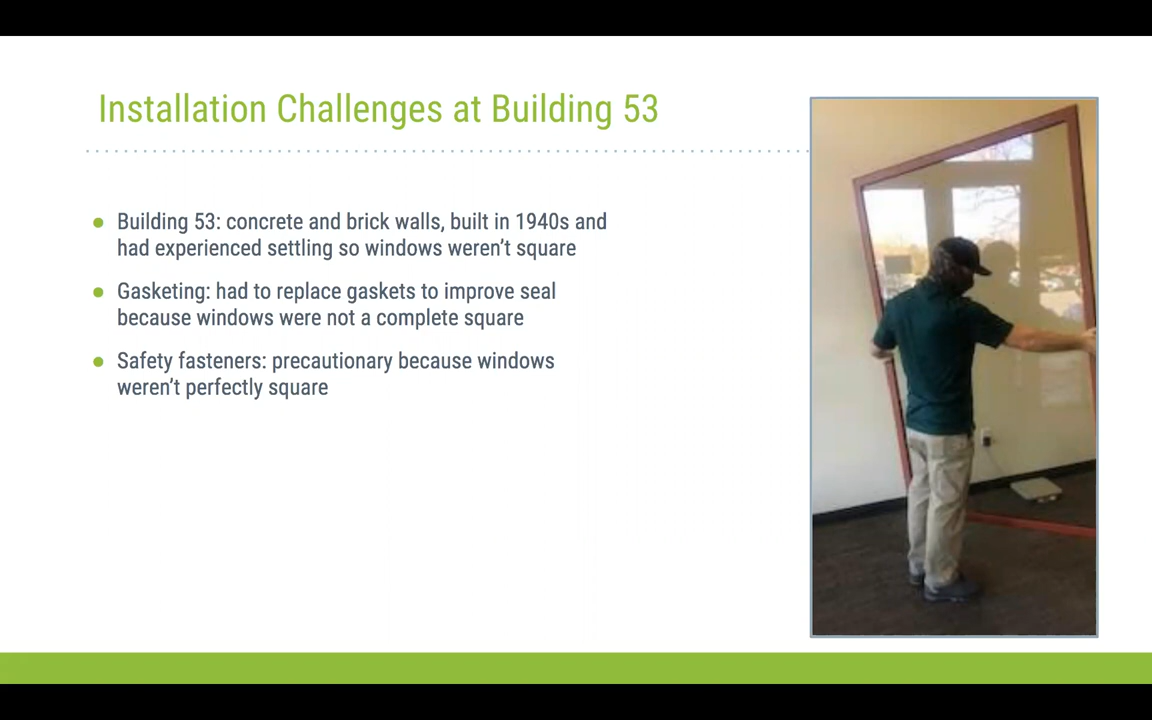 Installation Challenges at Building 53
Building 53: concrete and brick walls, built in 1940s and
had experienced settling so windows weren't square
Gasketing: had to replace gaskets to improve seal
because windows were not a complete square
Safety fasteners: precautionary because windows
weren't perfectly square